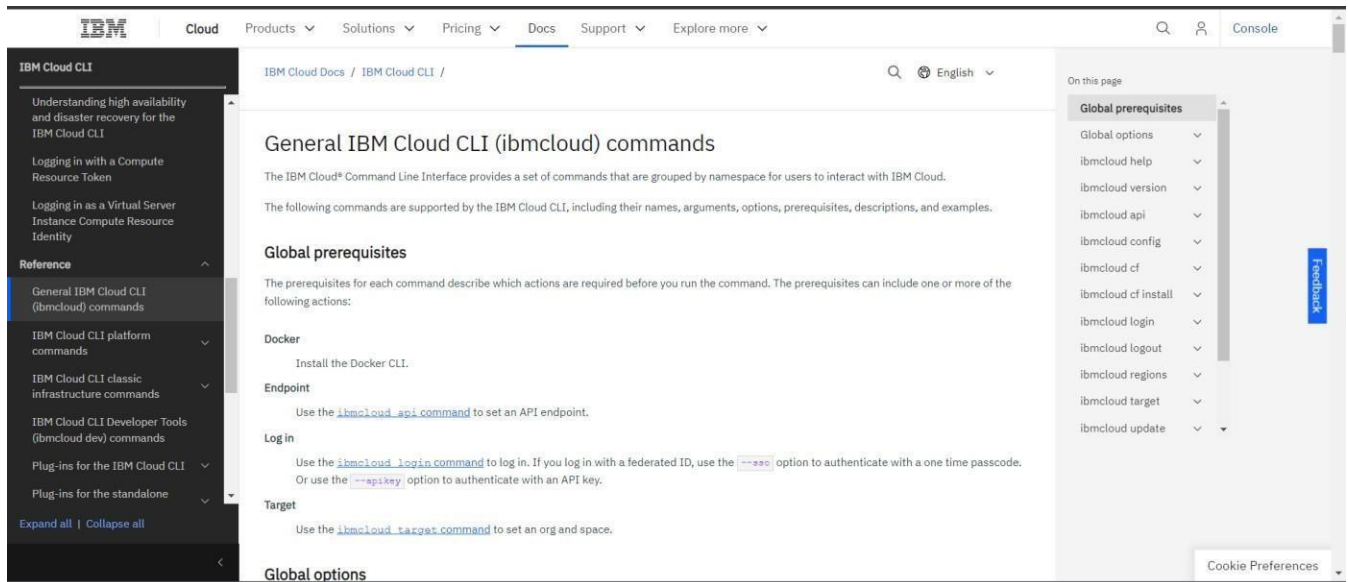 IBM Cloud Products Solutions Pricing Docs Support Explore more Console
IBM Cloud CLI
Understanding high availability
and disaster recovery for the
IBM Cloud CLI
Logging in with a Compute
Resource Token
Logging in as a Virtual Server
Instance Compute Resource
Identity
Reference
General IBM Cloud CLI
(ibmcloud) commands
IBM Cloud CLI platform
commands
IBM Cloud CLI classic
infrastructure commands
IBM Cloud CLI Developer Tools
(ibmcloud dev) commands
Plug-ins for the IBM Cloud CLI
Plug-ins for the standalone
Expand all | Collapse all
IBM Cloud Docs / IBM Cloud CLI /
English
General IBM Cloud CLI (ibmcloud) commands
The IBM Cloud® Command Line Interface provides a set of commands that are grouped by namespace for users to interact with IBM Cloud.
The following commands are supported by the IBM Cloud CLI, including their names, arguments, options, prerequisites, descriptions, and examples.
Global prerequisites
The prerequisites for each command describe which actions are required before you run the command. The prerequisites can include one or more of the
following actions:
Docker
Install the Docker CLI.
Endpoint
Use the ibmcloud api command to set an API endpoint.
Log in
Use the ibmcloud login command to log in. If you log in with a federated ID, use the --sso option to authenticate with a one time passcode.
Or use the --apikey option to authenticate with an API key.
Target
Use the ibmcloud target command to set an org and space.
Global options
On this page
Global prerequisites
Global options
ibmcloud help
ibmcloud version
ibmcloud api
ibmcloud config
ibmcloud cf
ibmcloud cf install
ibmcloud login
ibmcloud logout
ibmcloud regions
ibmcloud target
ibmcloud update
Feedback
Cookie Preferences